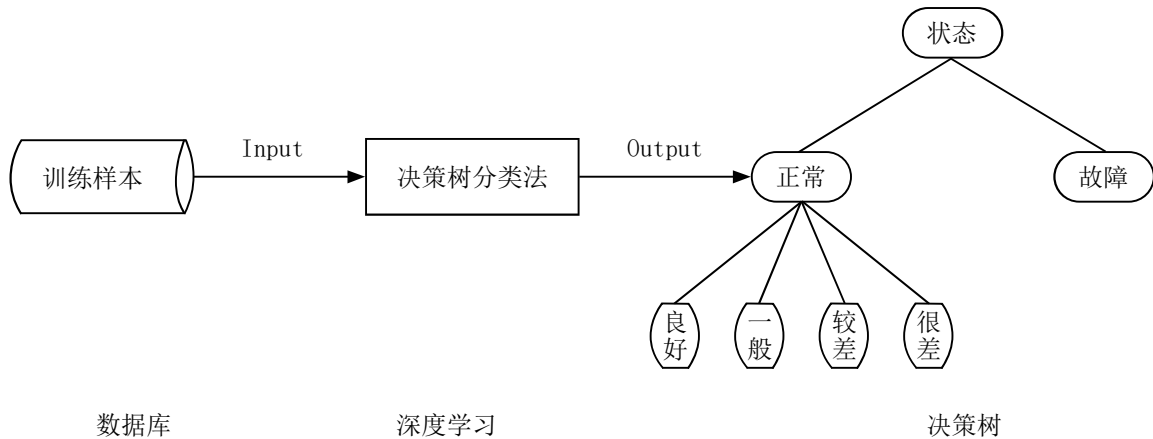 状态
Input
Output
训练样本
决策树分类法
正常
故障
良好
一般
较差
很差
数据库
深度学习
决策树